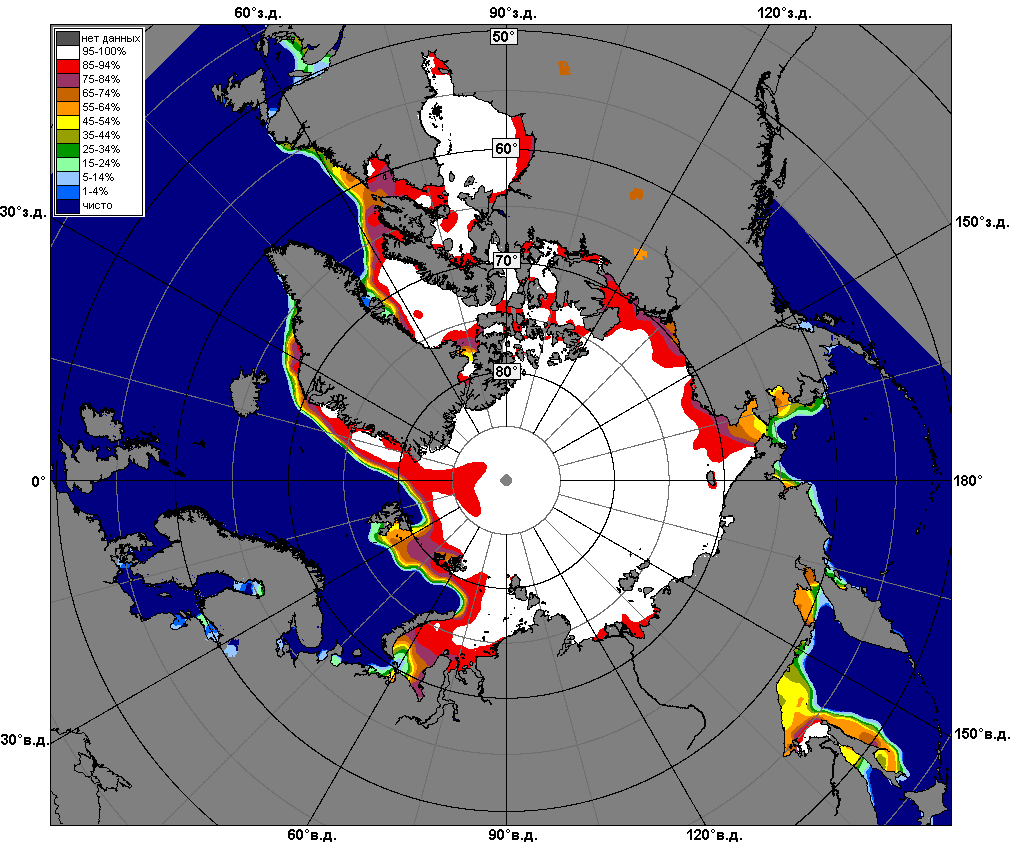 60°з.д.
90°з.д.
120°з.д.
нет данных
95-100%
85-94%
75-84%
65-74%
55-64%
45-54%
35-44%
25-34%
15-24%
5-14%
1-4%
чисто
50°
60°
70°
80°
30°з.д.
150°з.д.
0°
180°
30°в.д.
150°в.д.
60°в.д.
90°в.д.
120°в.д.